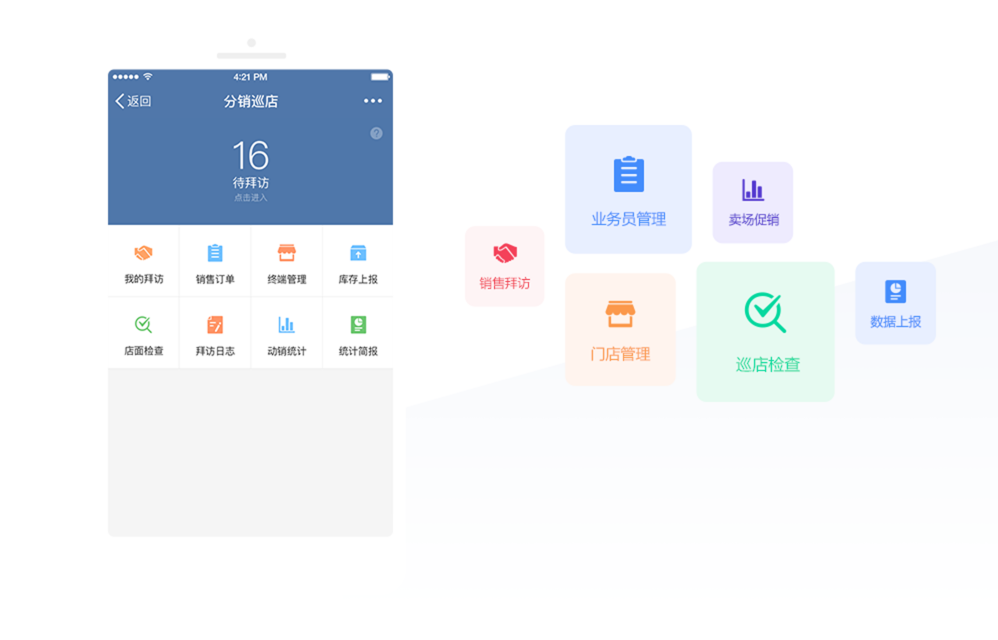 4:21 PM
返回
分销巡店
?
16
待拜访
点击进入
我的拜访
销售订单
终端管理
库存上报
店面检查
拜访日志
动销统计
统计简报
业务员管理
卖场促销
销售拜访
门店管理
巡店检查
数据上报